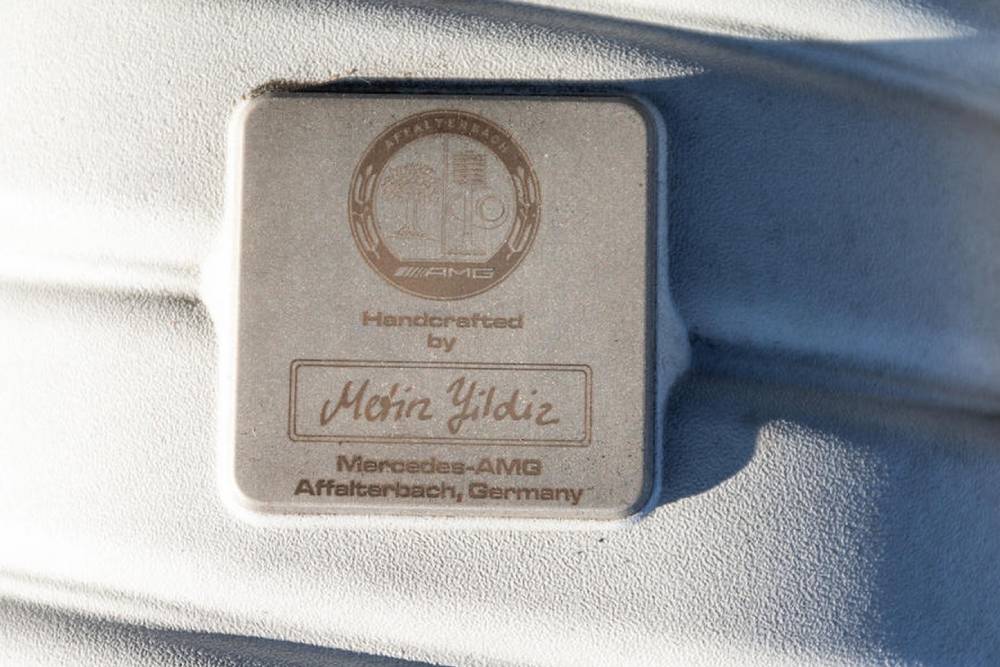 AFFALTERBACH
AMG
Handcrafted
by
Metin Yildiz
Mercedes-AMG
Affalterbach, Germany